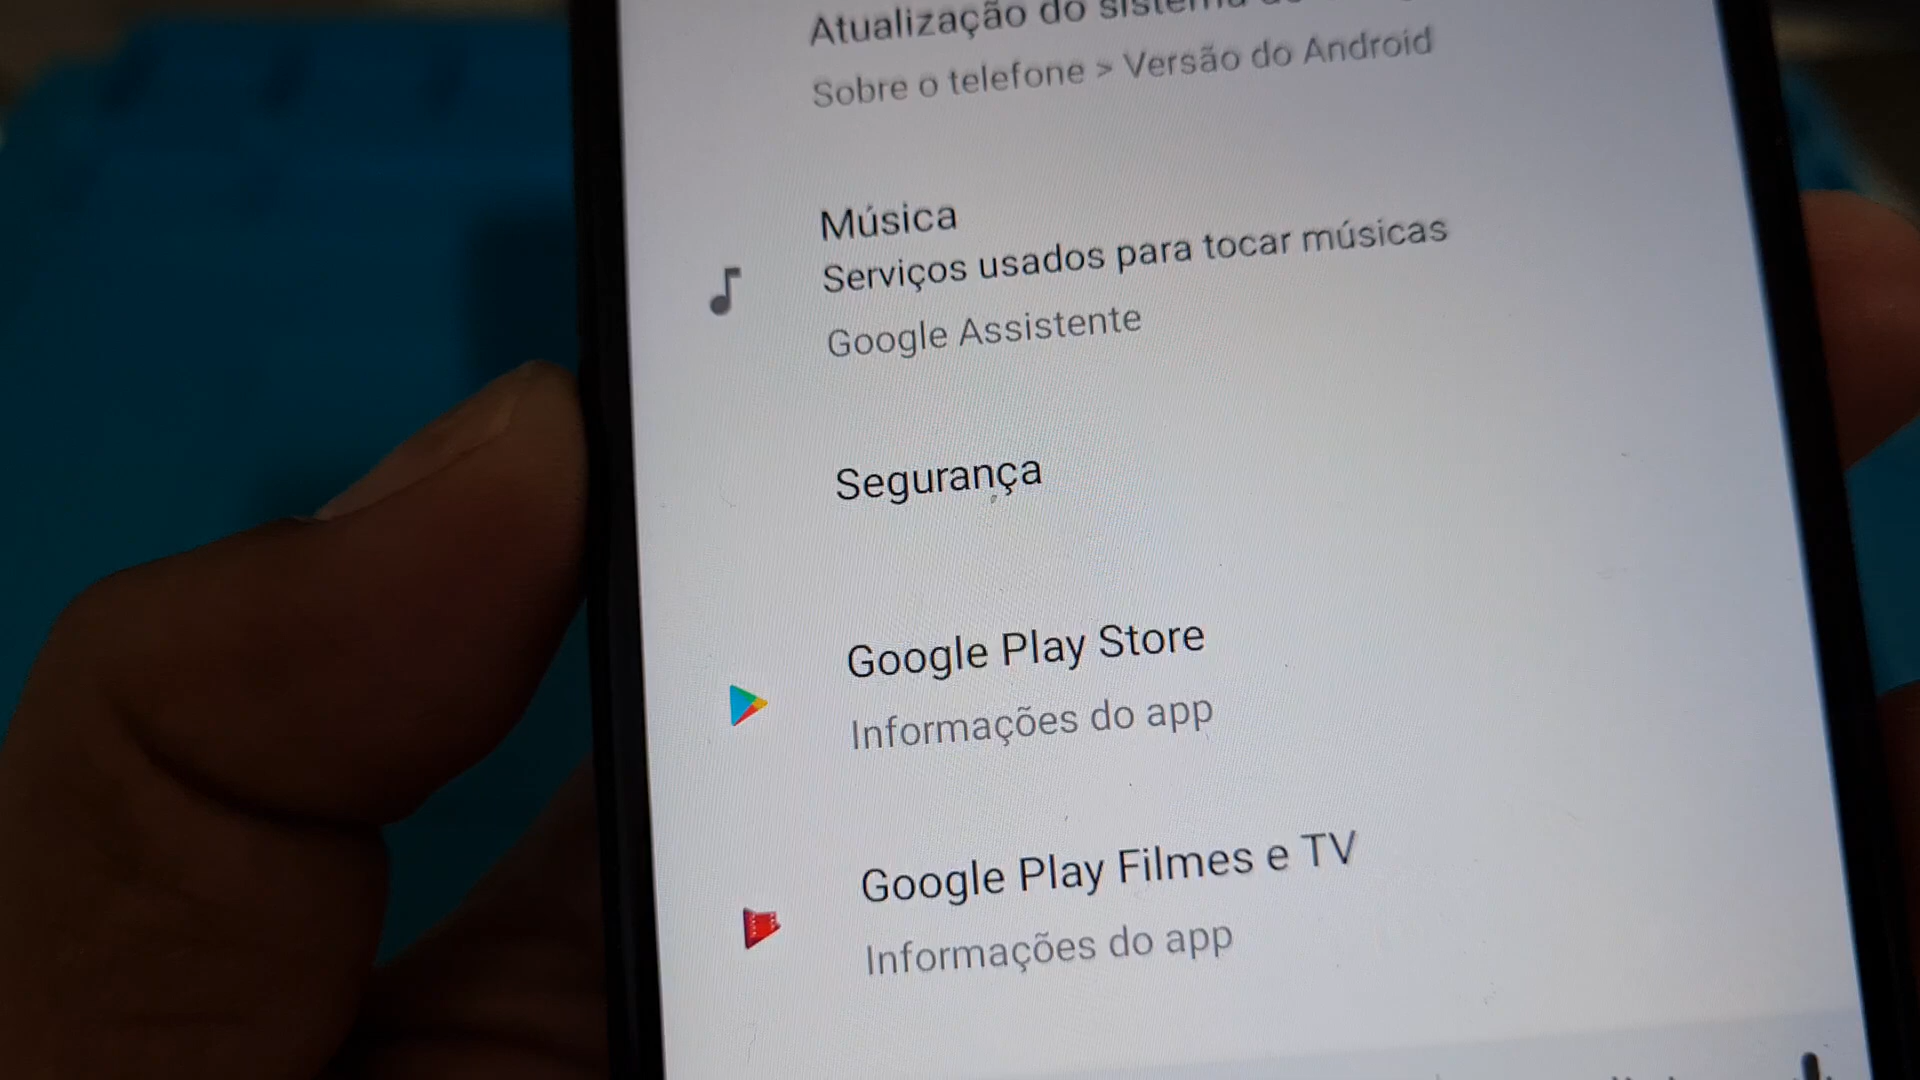 Atualização do sistema
Sobre o telefone > Versão do Android
Música
Serviços usados para tocar músicas
Google Assistente
Segurança
Google Play Store
Informações do app
Google Play Filmes e TV
Informações do app